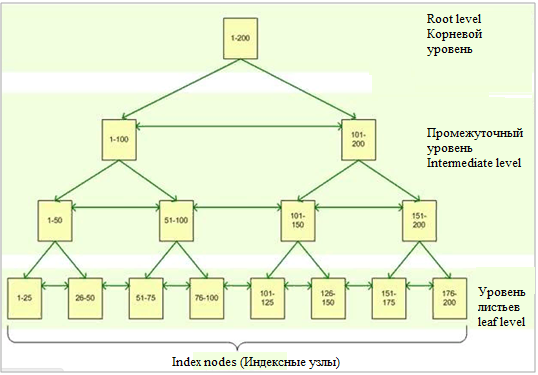 Root level
Корневой
уровень
1-200
Промежуточный
уровень
Intermediate level
1-100
101-
200
1-50
51-100
101-
150
151-
200
1-25
26-50
51-75
76-100
101-
125
126-
150
151-
175
176-
200
Уровень
листьев
leaf level
Index nodes (Индексные узлы)